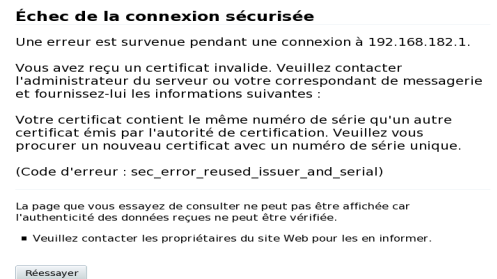 Échec de la connexion sécurisée
Une erreur est survenue pendant une connexion à 192.168.182.1.
Vous avez reçu un certificat invalide. Veuillez contacter
l'administrateur du serveur ou votre correspondant de messagerie
et fournissez-lui les informations suivantes :
Votre certificat contient le même numéro de série qu'un autre
certificat émis par l'autorité de certification. Veuillez vous
procurer un nouveau certificat avec un numéro de série unique.
(Code d'erreur : sec_error_reused_issuer_and_serial)
La page que vous essayez de consulter ne peut pas être affichée car
l'authenticité des données reçues ne peut être vérifiée.
▪ Veuillez contacter les propriétaires du site Web pour les en informer.
Réessayer